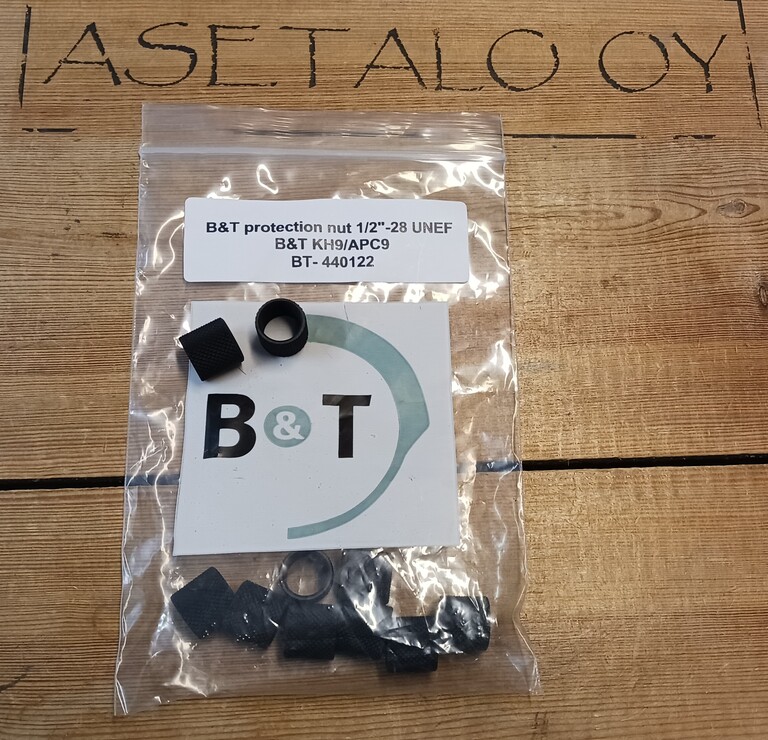 ASETALO OY
B&T protection nut 1/2"-28 UNEF
B&T KH9/APC9
BT- 440122
B&T